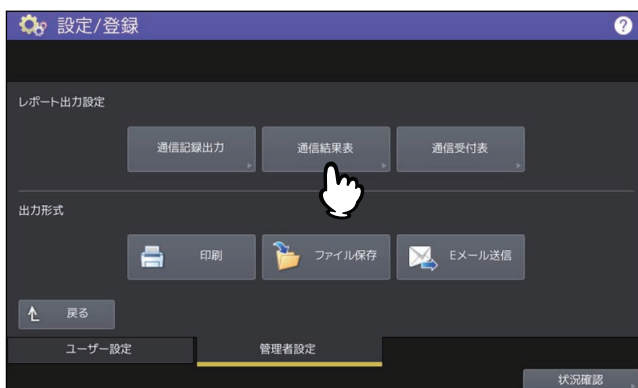 設定/登録
?
レポート出力設定
通信記録出力
通信結果表
通信受付表
出力形式
印刷
ファイル保存
Eメール送信
戻る
ユーザー設定
管理者設定
状況確認